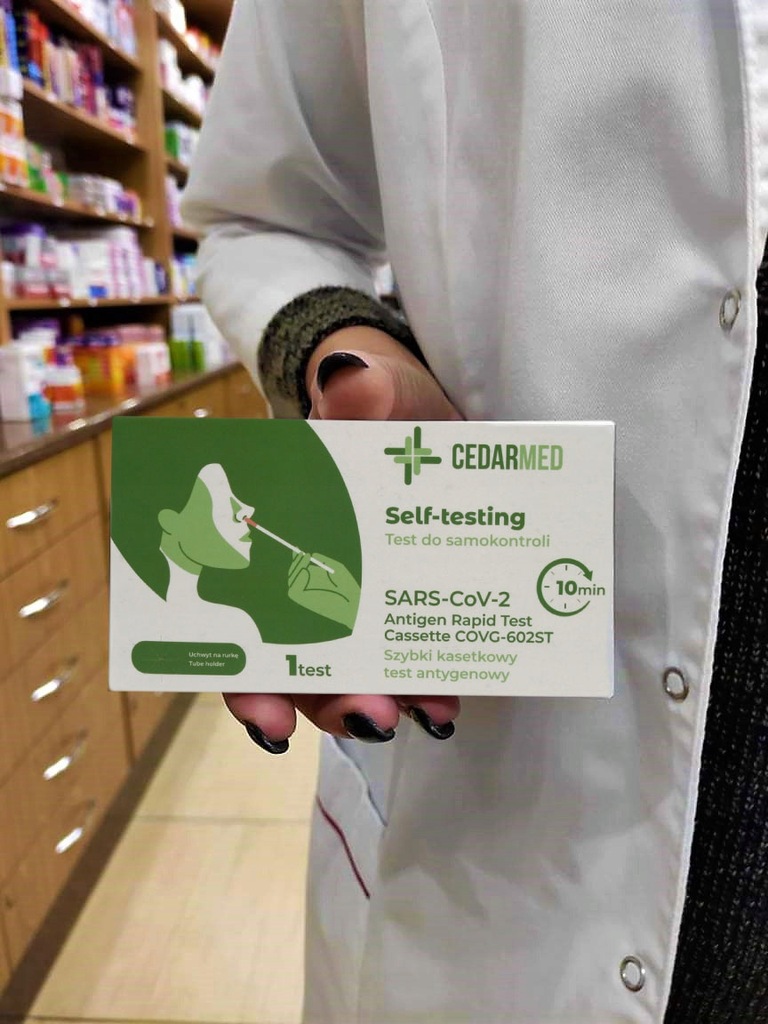 CEDARMED
Self-testing
Test do samokontroli
10min
SARS-CoV-2
Antigen Rapid Test
Cassette COVG-602ST
Szybki kasetkowy
test antygenowy
Uchwyt na rurkę
Tube holder
1test